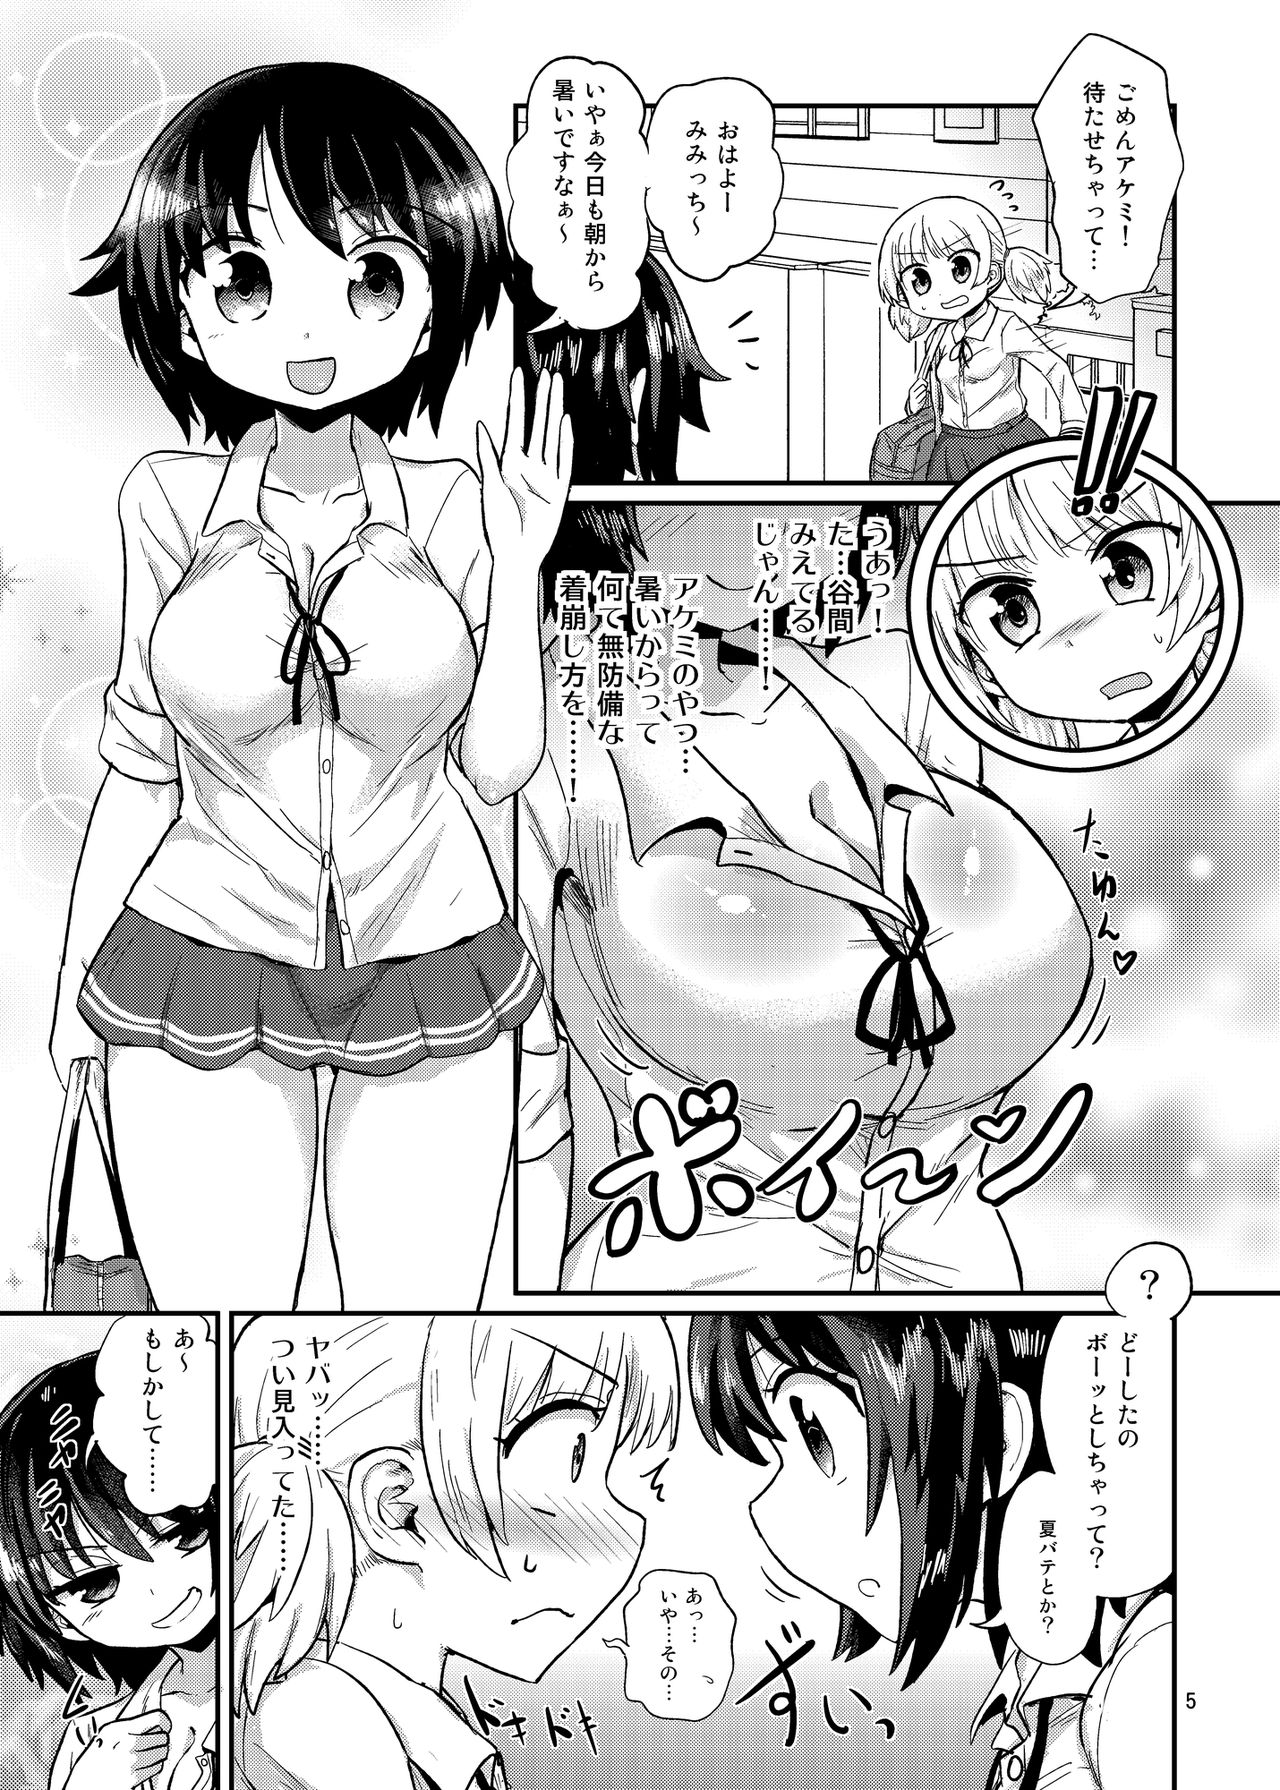 ごめんアケミ！
待たせちゃって…
おはよー
みみっち～
いやぁ今日も朝から
暑いですなぁ～
！！
うあっ！
た…谷間
みえてる
じゃん……！
アケミのやつ…
暑いからって
何て無防備な
着崩し方を……！
たゆん♡
ボイ～ン
？
どーしたの
ボーッとしちゃって？
夏バテとか？
ずいっ
あっ…
いや…その…
ドキドキ
ヤバッ……
つい見入ってた……
あ～
もしかして……
ニヤ
ニヤ
5